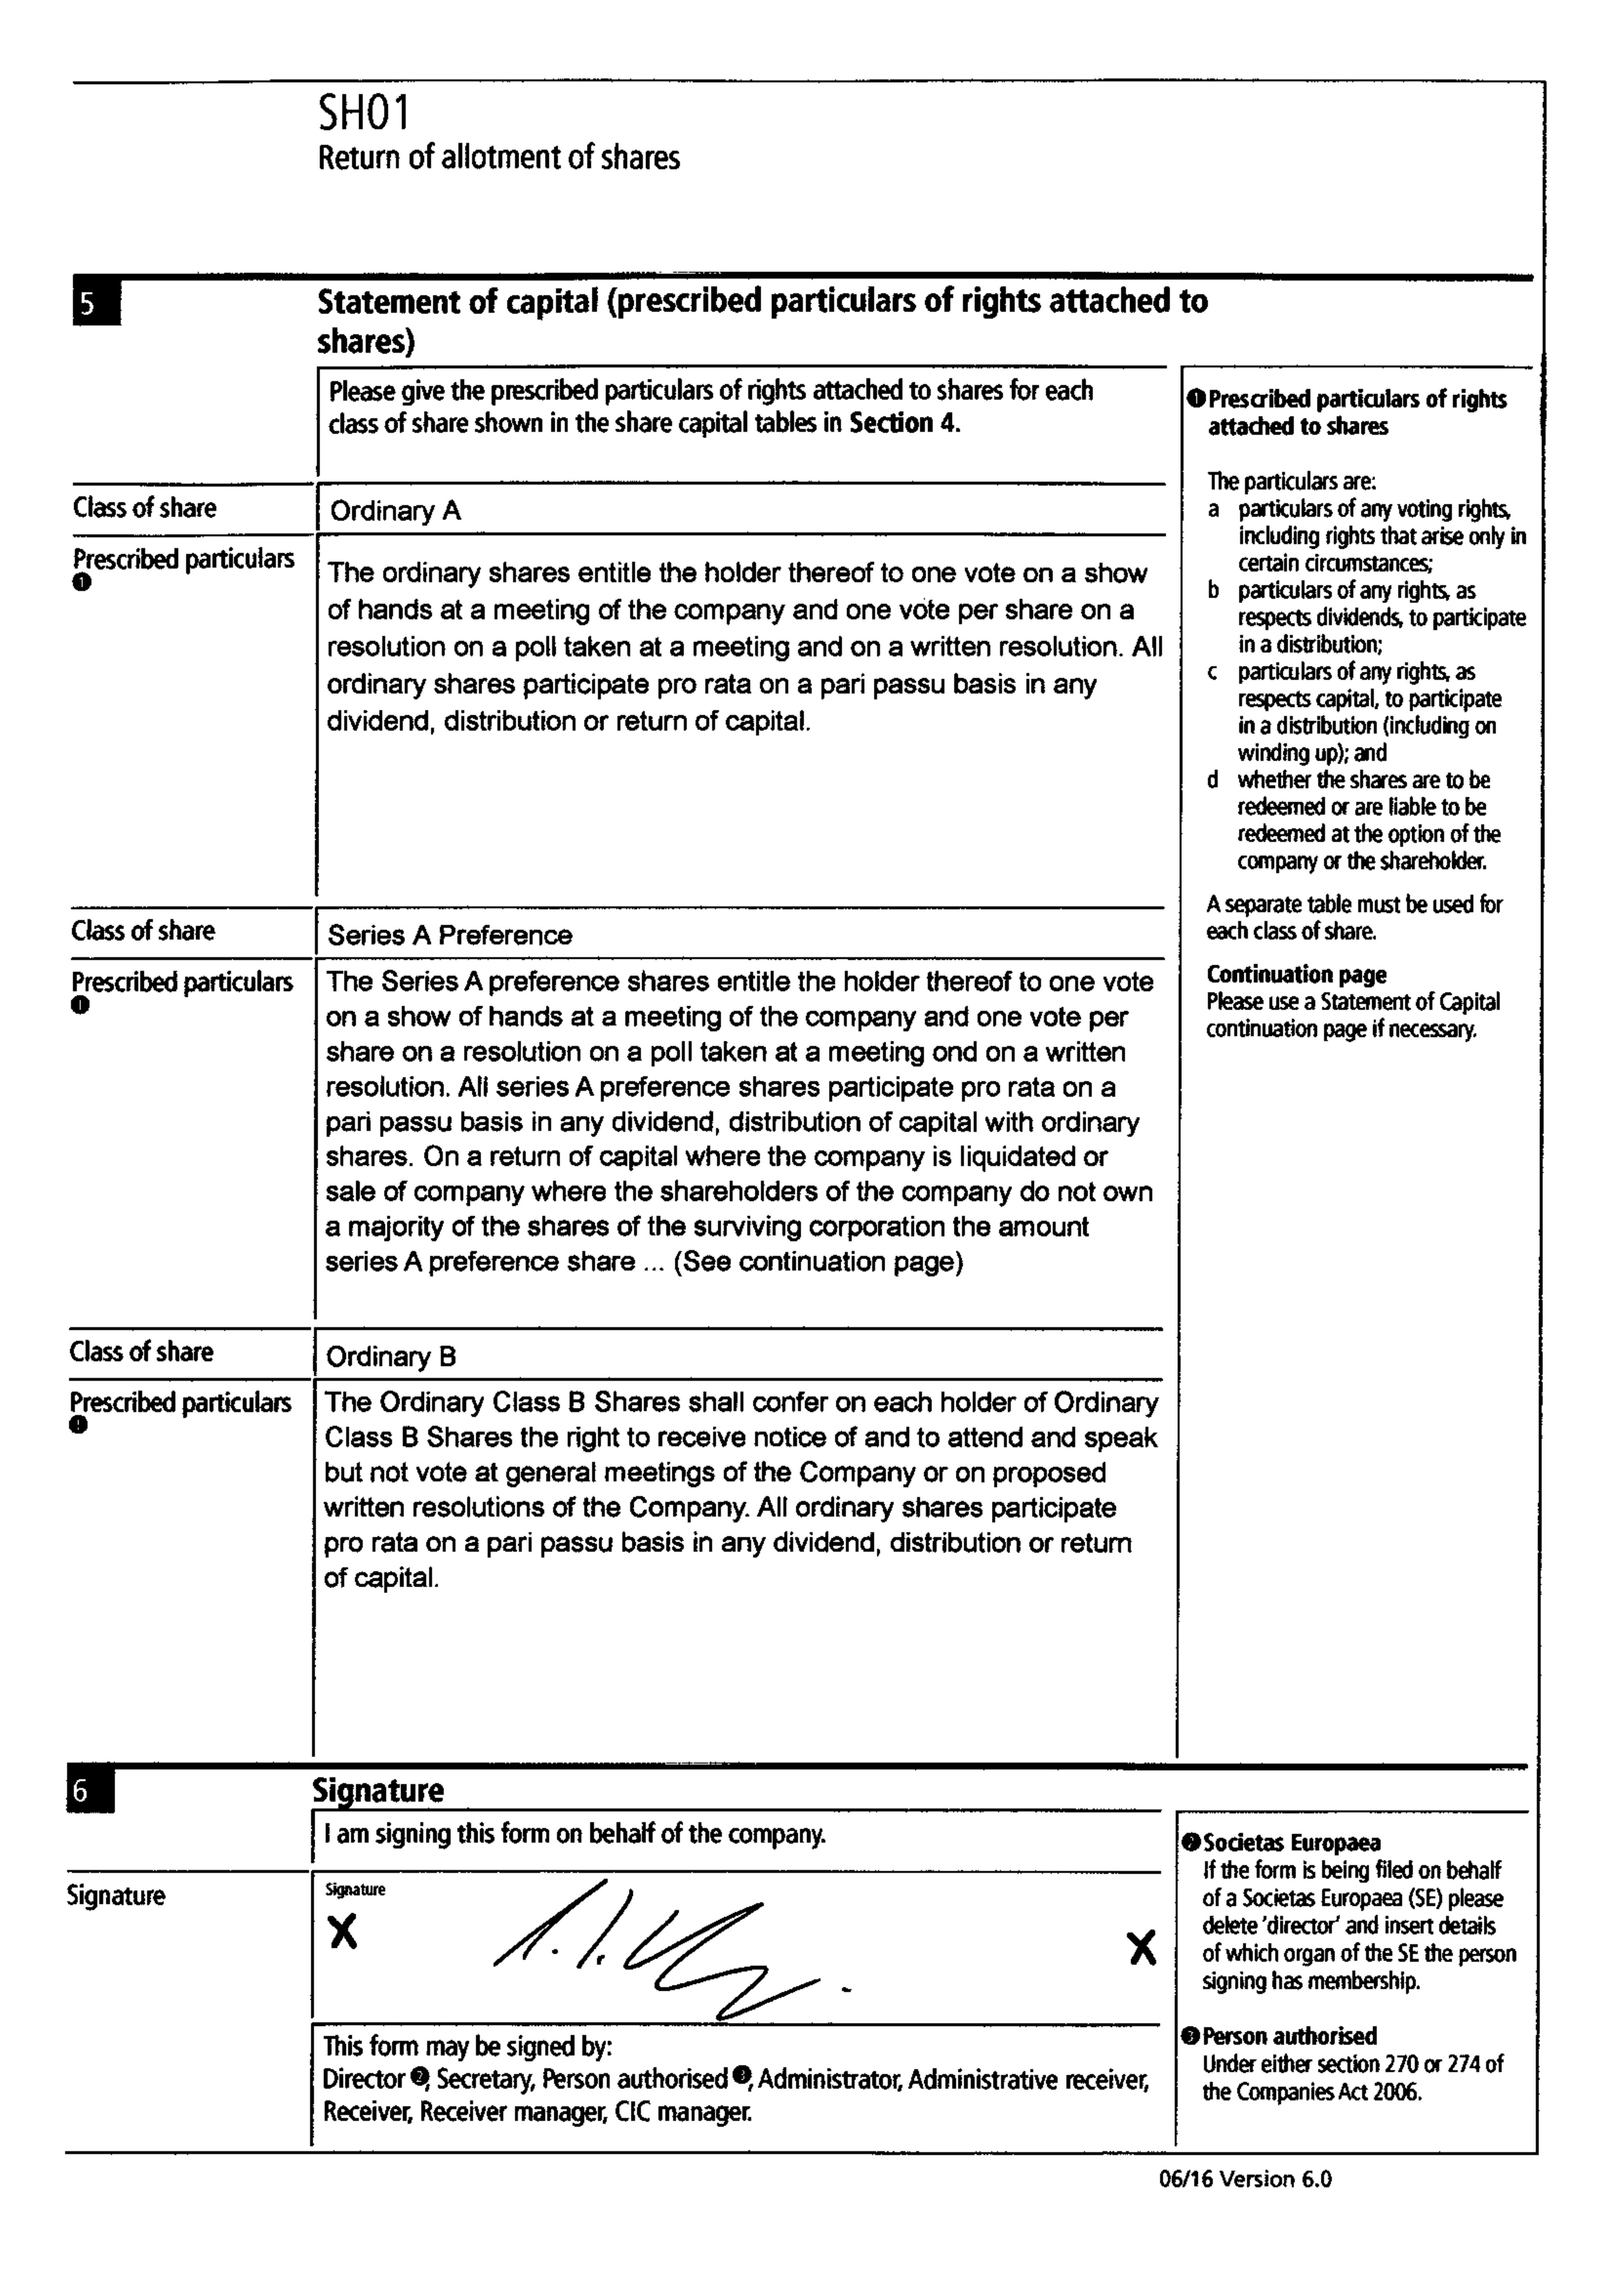 SH01
Return of allotment of shares
5
Statement of capital (prescribed particulars of rights attached to
shares)
Please give the prescribed particulars of rights attached to shares for each
class of share shown in the share capital tables in Section 4.
Class of share
Ordinary A
Prescribed particulars
❶
The ordinary shares entitle the holder thereof to one vote on a show
of hands at a meeting of the company and one vote per share on a
resolution on a poll taken at a meeting and on a written resolution. All
ordinary shares participate pro rata on a pari passu basis in any
dividend, distribution or return of capital.
Class of share
Series A Preference
Prescribed particulars
❶
The Series A preference shares entitle the holder thereof to one vote
on a show of hands at a meeting of the company and one vote per
share on a resolution on a poll taken at a meeting ond on a written
resolution. All series A preference shares participate pro rata on a
pari passu basis in any dividend, distribution of capital with ordinary
shares. On a return of capital where the company is liquidated or
sale of company where the shareholders of the company do not own
a majority of the shares of the surviving corporation the amount
series A preference share ... (See continuation page)
Class of share
Ordinary B
Prescribed particulars
❶
The Ordinary Class B Shares shall confer on each holder of Ordinary
Class B Shares the right to receive notice of and to attend and speak
but not vote at general meetings of the Company or on proposed
written resolutions of the Company. All ordinary shares participate
pro rata on a pari passu basis in any dividend, distribution or return
of capital.
❶ Prescribed particulars of rights
attached to shares
The particulars are:
a particulars of any voting rights,
including rights that arise only in
certain circumstances;
b particulars of any rights, as
respects dividends, to participate
in a distribution;
c particulars of any rights, as
respects capital, to participate
in a distribution (including on
winding up); and
d whether the shares are to be
redeemed or are liable to be
redeemed at the option of the
company or the shareholder.
A separate table must be used for
each class of share.
Continuation page
Please use a Statement of Capital
continuation page if necessary.
6
Signature
I am signing this form on behalf of the company.
Signature
Signature
X
X
This form may be signed by:
Director ❷, Secretary, Person authorised ❸, Administrator, Administrative receiver,
Receiver, Receiver manager, CIC manager.
❷ Societas Europaea
If the form is being filed on behalf
of a Societas Europaea (SE) please
delete 'director' and insert details
of which organ of the SE the person
signing has membership.
❸ Person authorised
Under either section 270 or 274 of
the Companies Act 2006.
06/16 Version 6.0